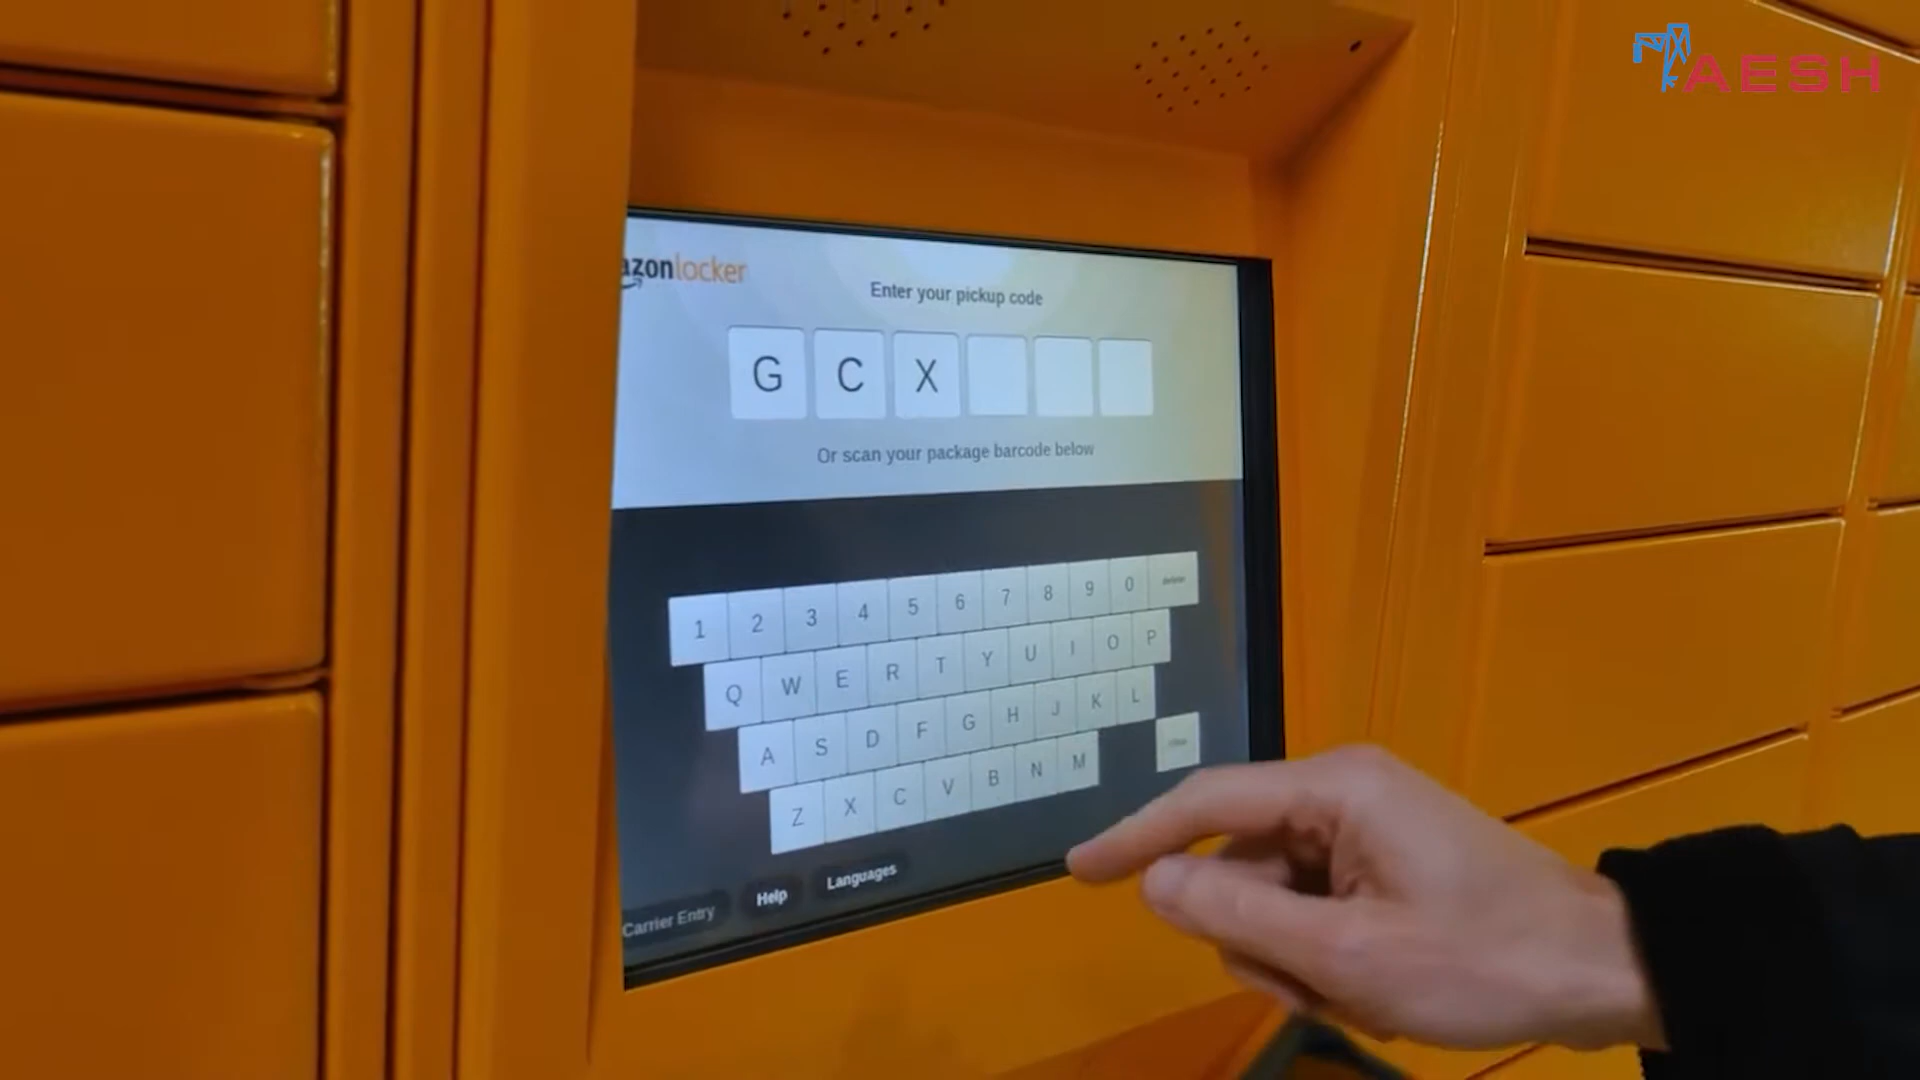 AESH
azonlocker
Enter your pickup code
G C X
Or scan your package barcode below
1 2 3 4 5 6 7 8 9 0
Q W E R T Y U I O P
A S D F G H J K L
Z X C V B N M
Carrier Entry Help Languages